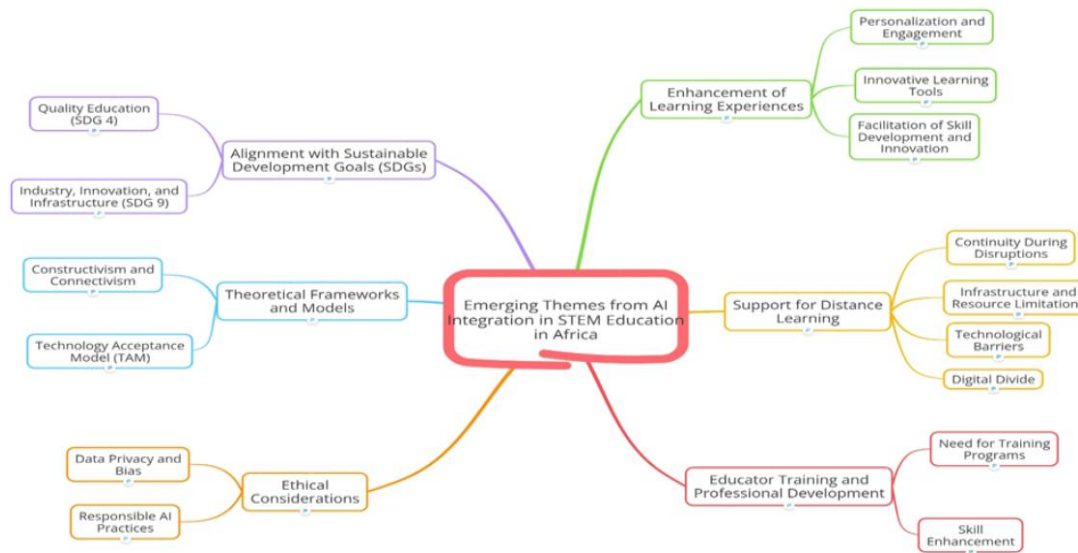 Emerging Themes from AI
Integration in STEM Education
in Africa
Enhancement of
Learning Experiences
Personalization and
Engagement
Innovative Learning
Tools
Facilitation of Skill
Development and
Innovation
Support for Distance
Learning
Continuity During
Disruptions
Infrastructure and
Resource Limitation
Technological
Barriers
Digital Divide
Educator Training and
Professional Development
Need for Training
Programs
Skill
Enhancement
Alignment with Sustainable
Development Goals (SDGs)
Quality Education
(SDG 4)
Industry, Innovation, and
Infrastructure (SDG 9)
Theoretical Frameworks
and Models
Constructivism and
Connectivism
Technology Acceptance
Model (TAM)
Ethical
Considerations
Data Privacy and
Bias
Responsible AI
Practices